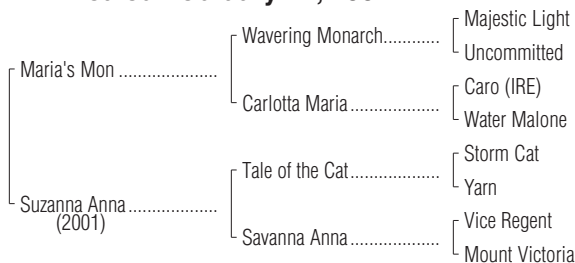 Majestic Light
Wavering Monarch...........
Uncommitted
Maria's Mon ....................
Caro (IRE)
Carlotta Maria ..................
Water Malone
Storm Cat
Tale of the Cat..................
Yarn
Suzanna Anna..................
(2001)
Vice Regent
Savanna Anna ..................
Mount Victoria